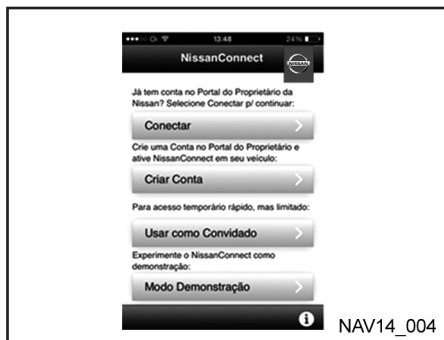 13:48
24%
NissanConnect
NISSAN
Já tem conta no Portal do Proprietário da
Nissan? Selecione Conectar p/ continuar:
Conectar
Crie uma Conta no Portal do Proprietário e
ative NissanConnect em seu veículo:
Criar Conta
Para acesso temporário rápido, mas limitado:
Usar como Convidado
Experimente o NissanConnect como
demonstração:
Modo Demonstração
i
NAV14_004